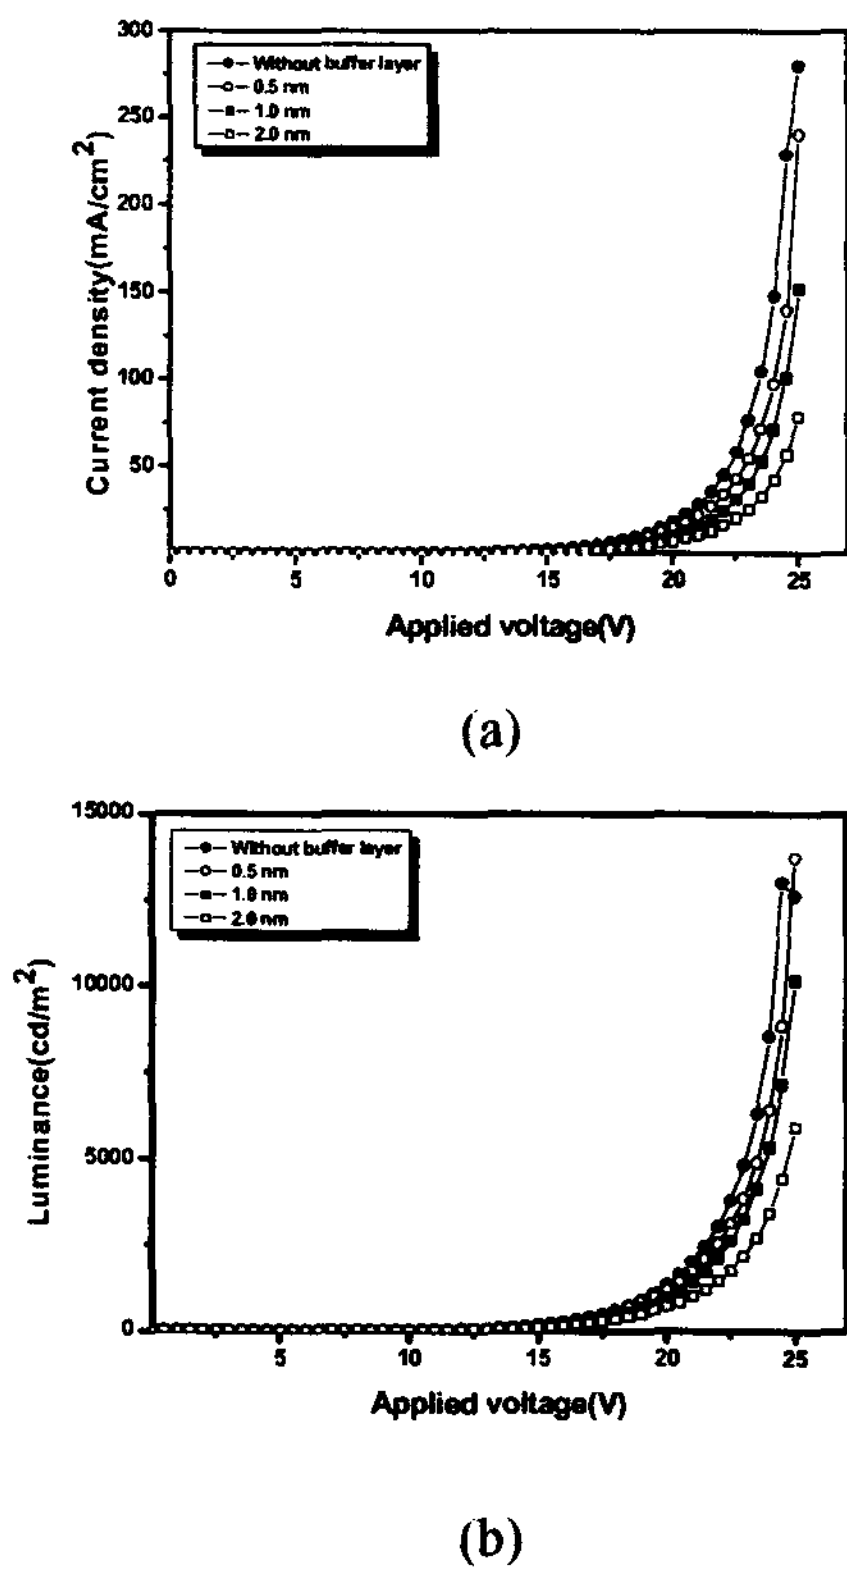 300
250
200
150
100
50
Current density(mA/cm2)
Without buffer layer
0.5 nm
1.0 nm
2.0 nm
0 5 10 15 20 25
Applied voltage(V)
(a)
15000
10000
5000
0
Luminance(cd/m2)
Without buffer layer
0.5 nm
1.0 nm
2.0 nm
5 10 15 20 25
Applied voltage(V)
(b)